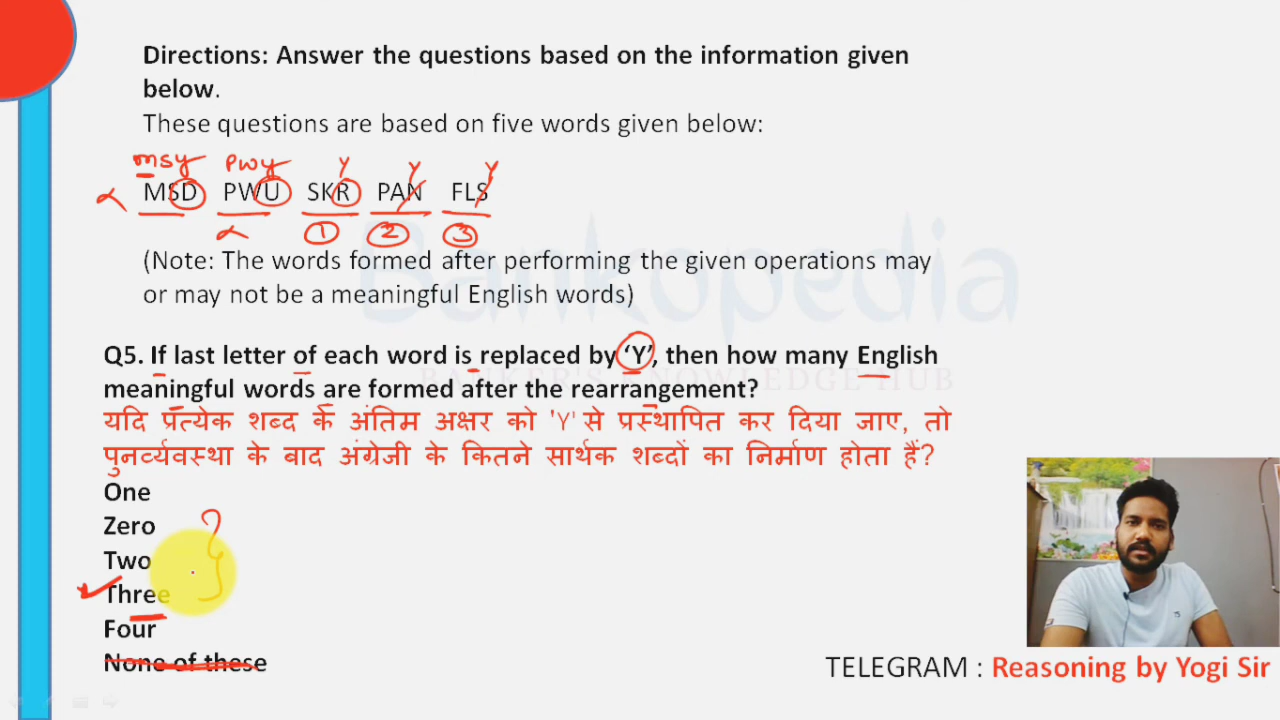 Directions: Answer the questions based on the information given
below.
These questions are based on five words given below:
msy pwy y y y
MSD PWU SKR PAN FLS
① ② ③
(Note: The words formed after performing the given operations may
or may not be a meaningful English words)
Bankopedia
BANKER'S KNOWLEDGE HUB
Q5. If last letter of each word is replaced by ‘Y’, then how many English
meaningful words are formed after the rearrangement?
यदि प्रत्येक शब्द के अंतिम अक्षर को 'Y' से प्रस्थापित कर दिया जाए, तो
पुनर्व्यवस्था के बाद अंग्रेजी के कितने सार्थक शब्दों का निर्माण होता हैं?
One
Zero
Two
Three
Four
None of these
TELEGRAM : Reasoning by Yogi Sir